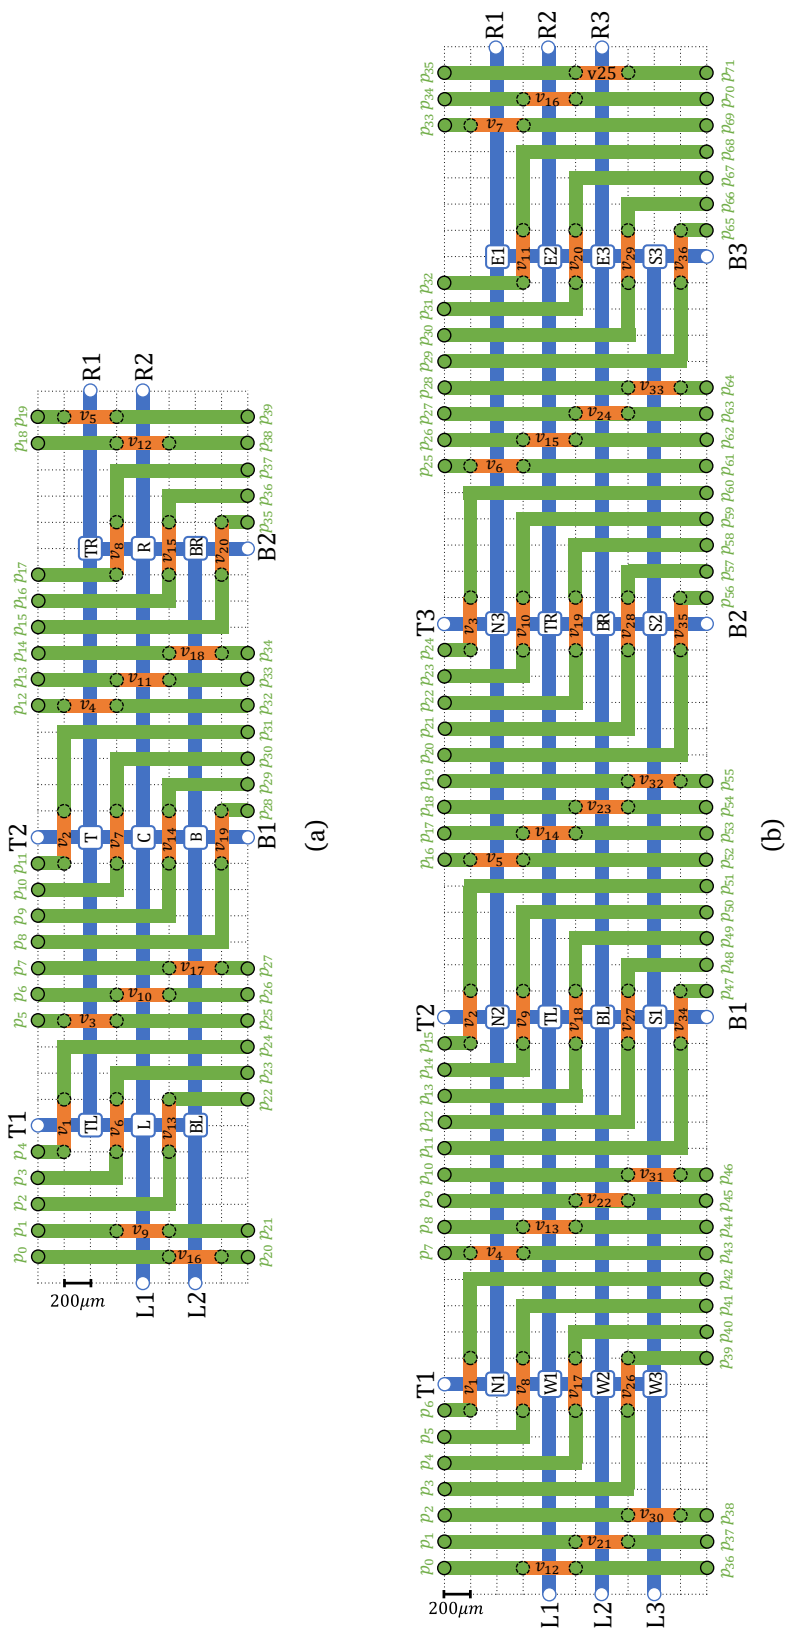 T1 T2
p₀ p₁ p₂ p₃ p₄ p₅ p₆ p₇ p₈ p₉ p₁₀ p₁₁ p₁₂ p₁₃ p₁₄ p₁₅ p₁₆ p₁₇ p₁₈ p₁₉
200μm
v₁ v₂
TL v₃ T v₄ TR v₅ R1
v₆ v₇ v₈
L1 v₉ L v₁₀ C v₁₁ R v₁₂ R2
v₁₃ v₁₄ v₁₅
L2 v₁₆ BL v₁₇ B v₁₈ BR
v₁₉ v₂₀
p₂₀ p₂₁ p₂₂ p₂₃ p₂₄ p₂₅ p₂₆ p₂₇ p₂₈ p₂₉ p₃₀ p₃₁ p₃₂ p₃₃ p₃₄ p₃₅ p₃₆ p₃₇ p₃₈ p₃₉
B1 B2
(a)
T1 T2 T3
p₀ p₁ p₂ p₃ p₄ p₅ p₆ p₇ p₈ p₉ p₁₀ p₁₁ p₁₂ p₁₃ p₁₄ p₁₅ p₁₆ p₁₇ p₁₈ p₁₉ p₂₀ p₂₁ p₂₂ p₂₃ p₂₄ p₂₅ p₂₆ p₂₇ p₂₈ p₂₉ p₃₀ p₃₁ p₃₂ p₃₃ p₃₄ p₃₅
200μm
v₁ v₂ v₃
N1 v₄ N2 v₅ N3 v₆ E1 v₇ R1
v₈ v₉ v₁₀ v₁₁
L1 v₁₂ W1 v₁₃ TL v₁₄ TR v₁₅ E2 v₁₆ R2
v₁₇ v₁₈ v₁₉ v₂₀
L2 v₂₁ W2 v₂₂ BL v₂₃ BR v₂₄ E3 v25 R3
v₂₆ v₂₇ v₂₈ v₂₉
L3 v₃₀ W3 v₃₁ S1 v₃₂ S2 v₃₃ S3
v₃₄ v₃₅ v₃₆
p₃₆ p₃₇ p₃₈ p₃₉ p₄₀ p₄₁ p₄₂ p₄₃ p₄₄ p₄₅ p₄₆ p₄₇ p₄₈ p₄₉ p₅₀ p₅₁ p₅₂ p₅₃ p₅₄ p₅₅ p₅₆ p₅₇ p₅₈ p₅₉ p₆₀ p₆₁ p₆₂ p₆₃ p₆₄ p₆₅ p₆₆ p₆₇ p₆₈ p₆₉ p₇₀ p₇₁
B1 B2 B3
(b)